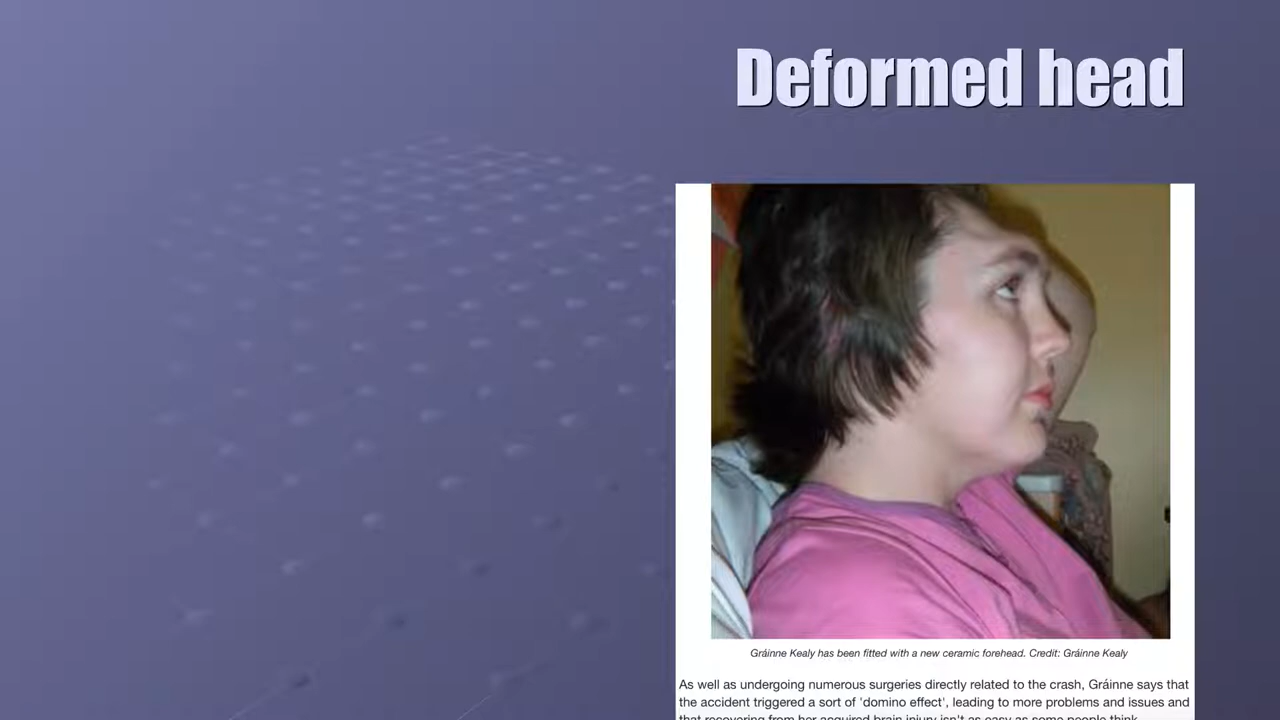 Deformed head
Gráinne Kealy has been fitted with a new ceramic forehead. Credit: Gráinne Kealy
As well as undergoing numerous surgeries directly related to the crash, Gráinne says that
the accident triggered a sort of 'domino effect', leading to more problems and issues and
that recovering from her acquired brain injury isn't as easy as some people think.